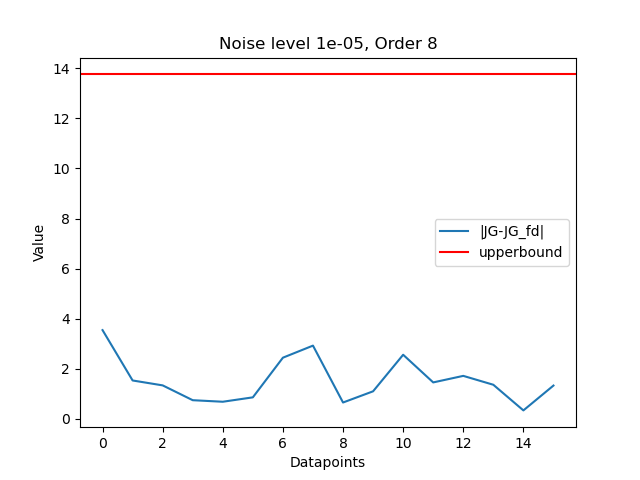 Noise level 1e-05, Order 8
Value
14
12
10
8
6
4
2
0
|JG-JG_fd|
upperbound
0 2 4 6 8 10 12 14
Datapoints